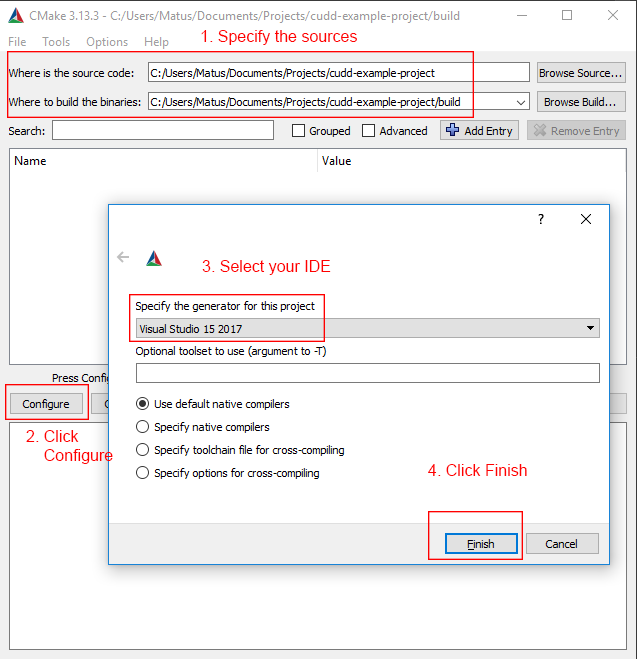 CMake 3.13.3 - C:/Users/Matus/Documents/Projects/cudd-example-project/build
File Tools Options Help
1. Specify the sources
Where is the source code: C:/Users/Matus/Documents/Projects/cudd-example-project Browse Source...
Where to build the binaries: C:/Users/Matus/Documents/Projects/cudd-example-project/build Browse Build...
Search: Grouped Advanced Add Entry Remove Entry
Name Value
?
3. Select your IDE
Specify the generator for this project
Visual Studio 15 2017
Optional toolset to use (argument to -T)
Press Config
Use default native compilers
Configure
Specify native compilers
2. Click
Configure
Specify toolchain file for cross-compiling
Specify options for cross-compiling
4. Click Finish
Finish Cancel